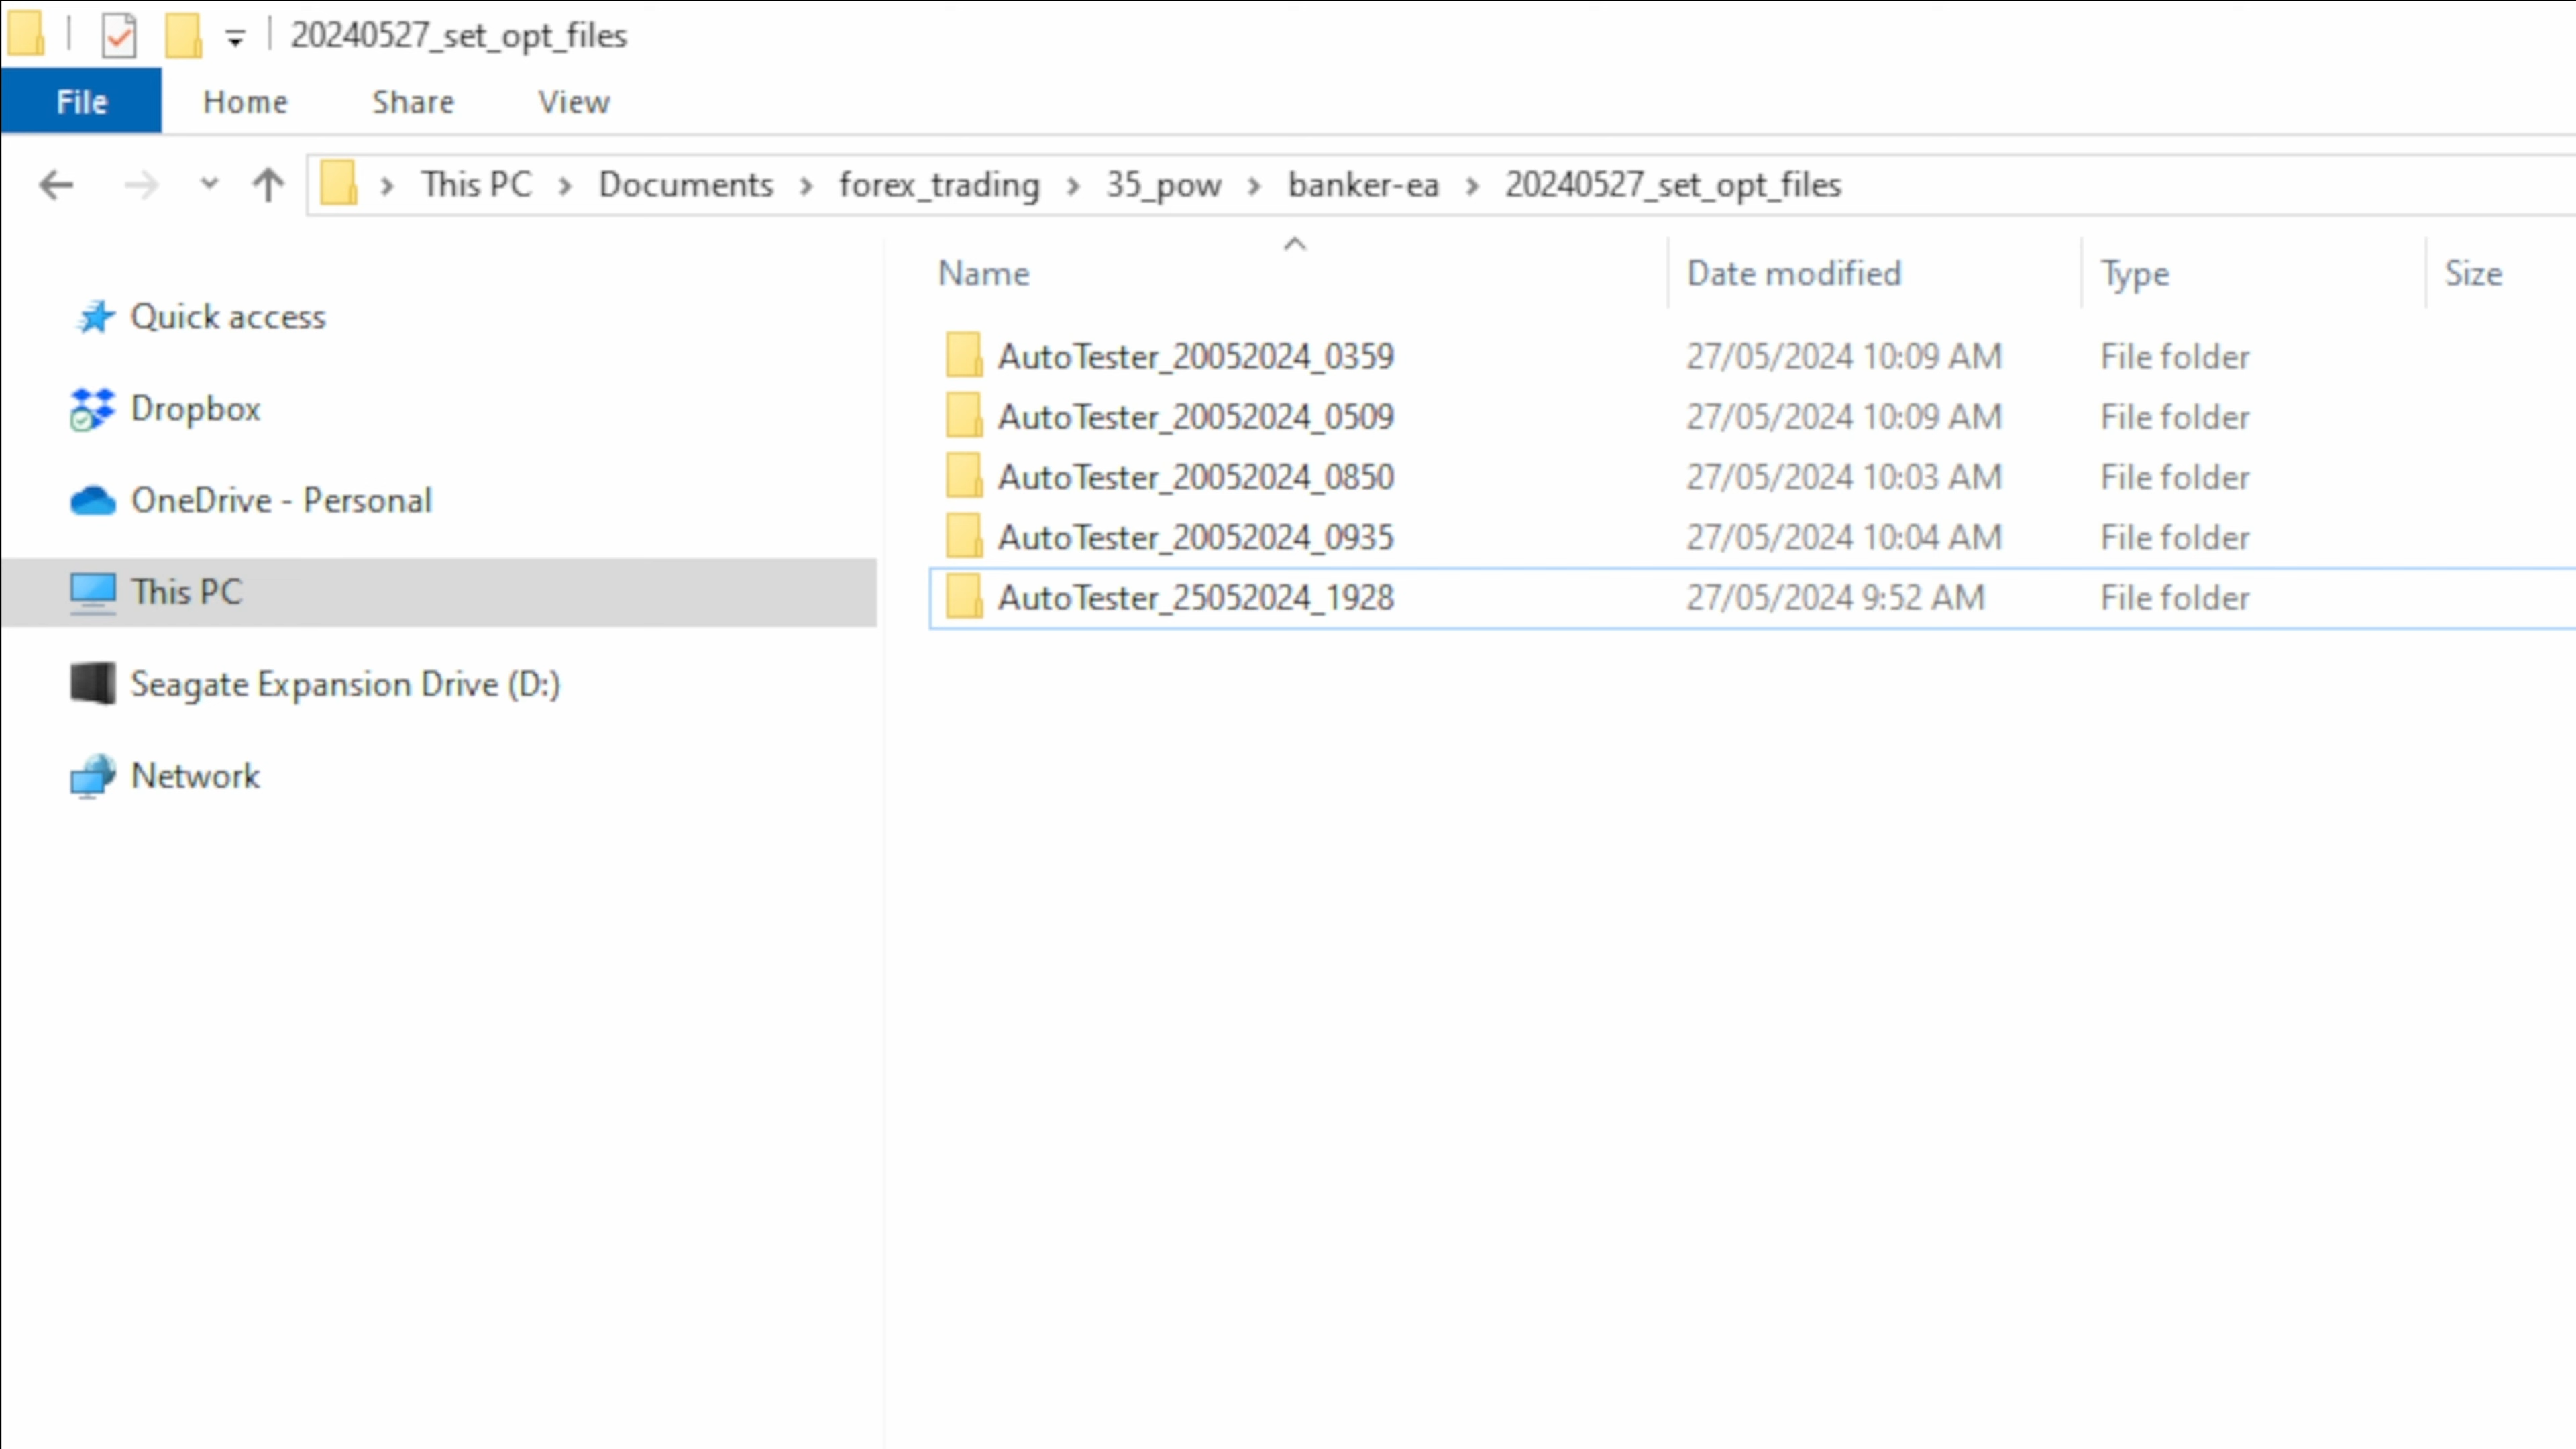 20240527_set_opt_files
File Home Share View
This PC Documents forex_trading 35_pow banker-ea 20240527_set_opt_files
Name Date modified Type Size
Quick access
Dropbox
OneDrive - Personal
This PC
Seagate Expansion Drive (D:)
Network
AutoTester_20052024_0359 27/05/2024 10:09 AM File folder
AutoTester_20052024_0509 27/05/2024 10:09 AM File folder
AutoTester_20052024_0850 27/05/2024 10:03 AM File folder
AutoTester_20052024_0935 27/05/2024 10:04 AM File folder
AutoTester_25052024_1928 27/05/2024 9:52 AM File folder